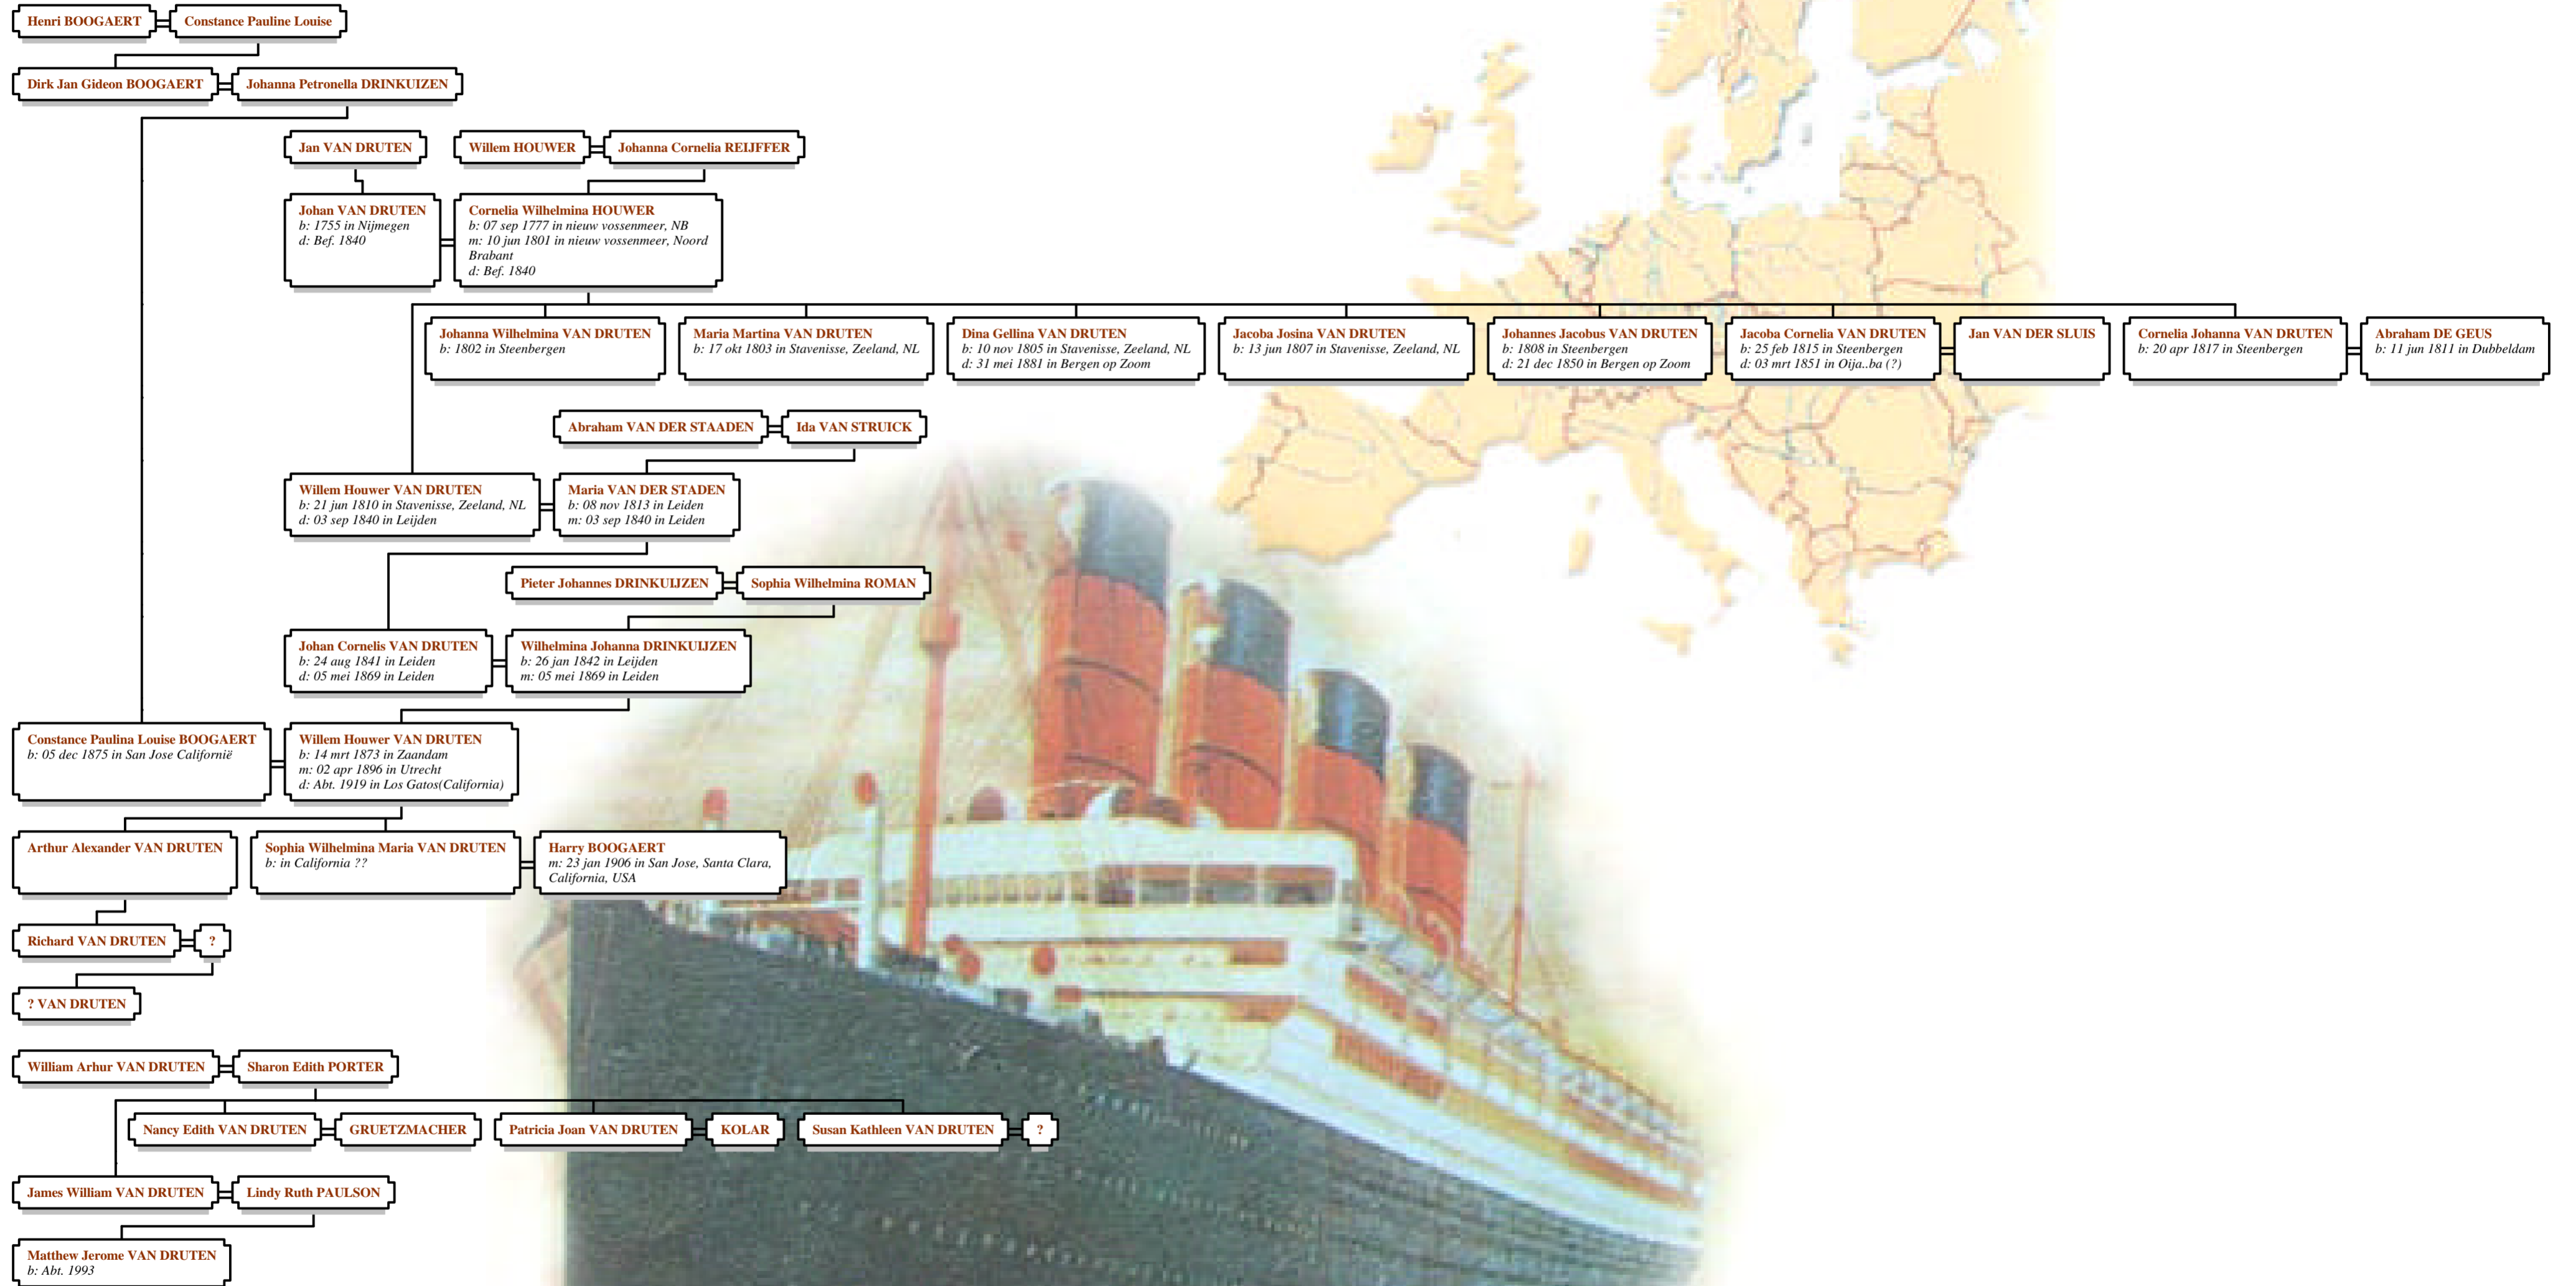 Henri BOOGAERT
Constance Pauline Louise
Dirk Jan Gideon BOOGAERT
Johanna Petronella DRINKUIZEN
Jan VAN DRUTEN
Willem HOUWER
Johanna Cornelia REIJFFER
Johan VAN DRUTEN
b: 1755 in Nijmegen
d: Bef. 1840
Cornelia Wilhelmina HOUWER
b: 07 sep 1777 in nieuw vossenmeer, NB
m: 10 jun 1801 in nieuw vossenmeer, Noord
Brabant
d: Bef. 1840
Johanna Wilhelmina VAN DRUTEN
b: 1802 in Steenbergen
Maria Martina VAN DRUTEN
b: 17 okt 1803 in Stavenisse, Zeeland, NL
Dina Gellina VAN DRUTEN
b: 10 nov 1805 in Stavenisse, Zeeland, NL
d: 31 mei 1881 in Bergen op Zoom
Jacoba Josina VAN DRUTEN
b: 13 jun 1807 in Stavenisse, Zeeland, NL
Johannes Jacobus VAN DRUTEN
b: 1808 in Steenbergen
d: 21 dec 1850 in Bergen op Zoom
Jacoba Cornelia VAN DRUTEN
b: 25 feb 1815 in Steenbergen
d: 03 mrt 1851 in Oija..ba (?)
Jan VAN DER SLUIS
Cornelia Johanna VAN DRUTEN
b: 20 apr 1817 in Steenbergen
Abraham DE GEUS
b: 11 jun 1811 in Dubbeldam
Abraham VAN DER STAADEN
Ida VAN STRUICK
Willem Houwer VAN DRUTEN
b: 21 jun 1810 in Stavenisse, Zeeland, NL
d: 03 sep 1840 in Leijden
Maria VAN DER STADEN
b: 08 nov 1813 in Leiden
m: 03 sep 1840 in Leiden
Pieter Johannes DRINKUIJZEN
Sophia Wilhelmina ROMAN
Johan Cornelis VAN DRUTEN
b: 24 aug 1841 in Leiden
d: 05 mei 1869 in Leiden
Wilhelmina Johanna DRINKUIJZEN
b: 26 jan 1842 in Leijden
m: 05 mei 1869 in Leiden
Constance Paulina Louise BOOGAERT
b: 05 dec 1875 in San Jose Californië
Willem Houwer VAN DRUTEN
b: 14 mrt 1873 in Zaandam
m: 02 apr 1896 in Utrecht
d: Abt. 1919 in Los Gatos(California)
Arthur Alexander VAN DRUTEN
Sophia Wilhelmina Maria VAN DRUTEN
b: in California ??
Harry BOOGAERT
m: 23 jan 1906 in San Jose, Santa Clara,
California, USA
Richard VAN DRUTEN
?
? VAN DRUTEN
William Arhur VAN DRUTEN
Sharon Edith PORTER
Nancy Edith VAN DRUTEN
GRUETZMACHER
Patricia Joan VAN DRUTEN
KOLAR
Susan Kathleen VAN DRUTEN
?
James William VAN DRUTEN
Lindy Ruth PAULSON
Matthew Jerome VAN DRUTEN
b: Abt. 1993